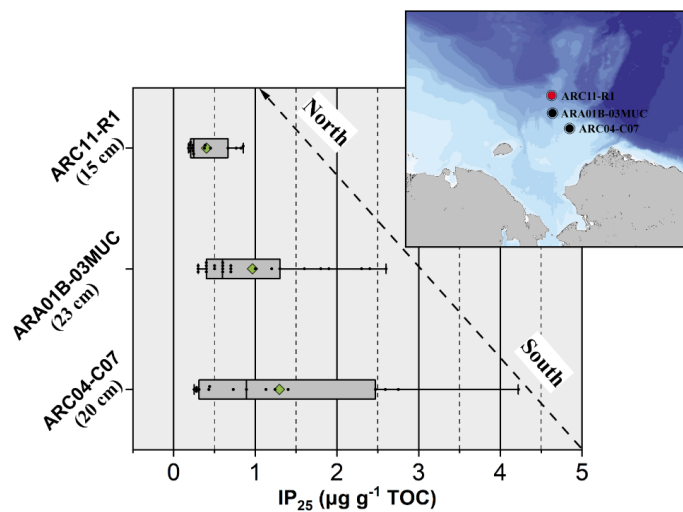 ARC11-R1
ARA01B-03MUC
ARC04-C07
North
ARC11-R1
(15 cm)
ARA01B-03MUC
(23 cm)
South
ARC04-C07
(20 cm)
0 1 2 3 4 5
IP25 (µg g-1 TOC)